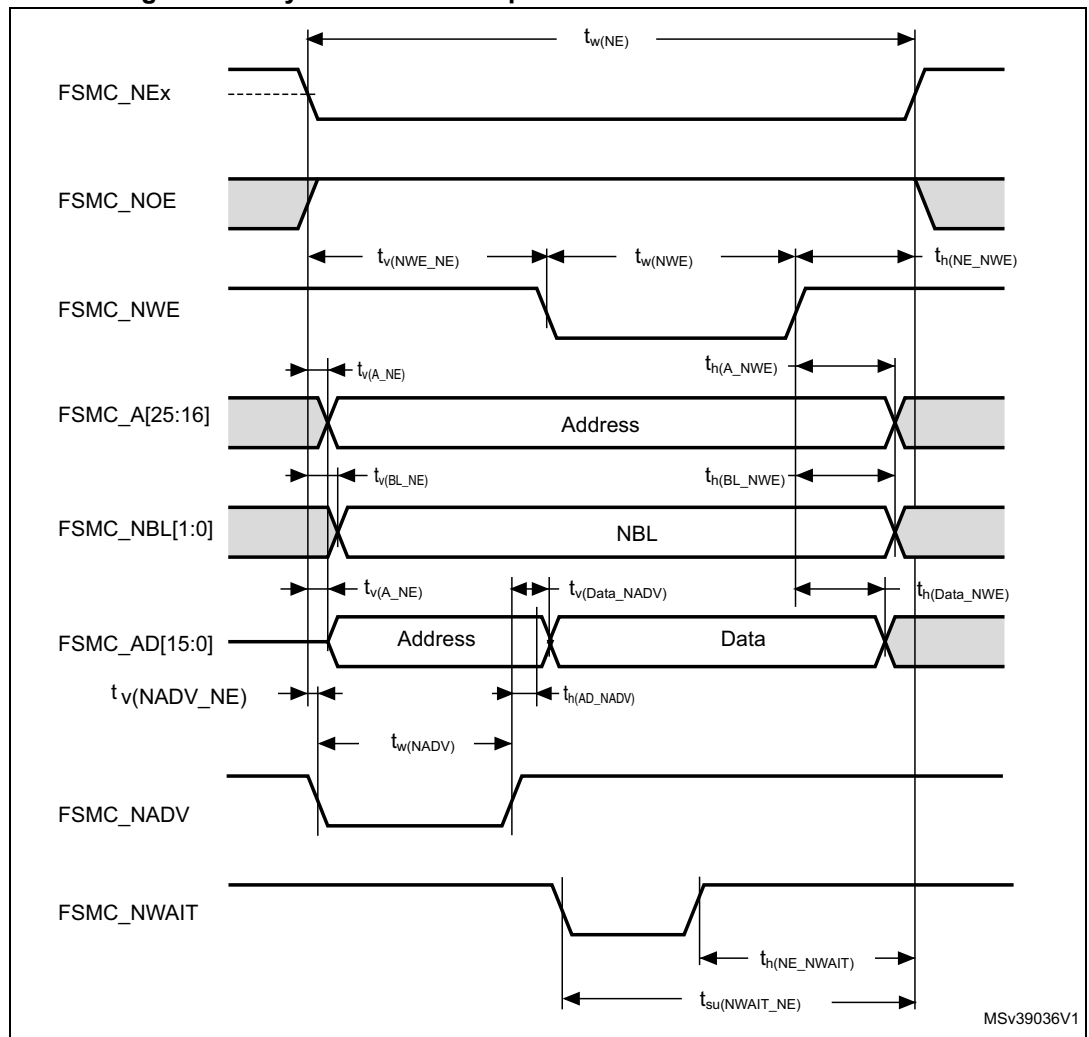 t_w(NE)
FSMC_NEx
FSMC_NOE
t_v(NWE_NE) t_w(NWE) t_h(NE_NWE)
FSMC_NWE
t_v(A_NE) t_h(A_NWE)
FSMC_A[25:16] Address
t_v(BL_NE) t_h(BL_NWE)
FSMC_NBL[1:0] NBL
t_v(A_NE) t_v(Data_NADV) t_h(Data_NWE)
FSMC_AD[15:0] Address Data
t_v(NADV_NE) t_h(AD_NADV)
t_w(NADV)
FSMC_NADV
FSMC_NWAIT
t_h(NE_NWAIT)
t_su(NWAIT_NE)
MSv39036V1